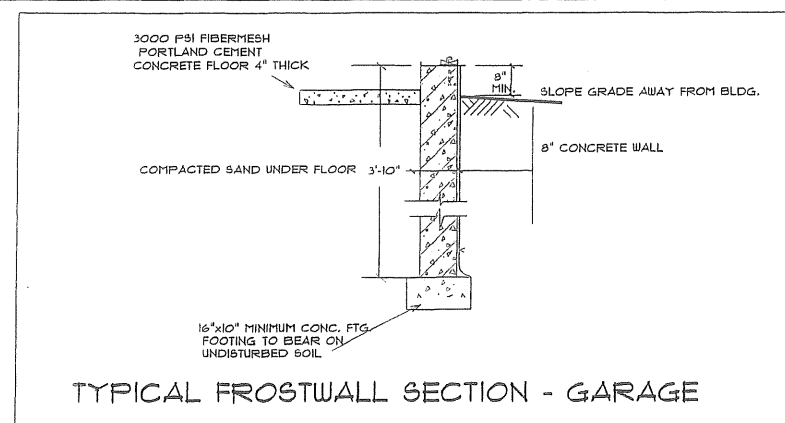 3000 PSI FIBERMESH
PORTLAND CEMENT
CONCRETE FLOOR 4" THICK
8"
MIN.
SLOPE GRADE AWAY FROM BLDG.
8" CONCRETE WALL
COMPACTED SAND UNDER FLOOR
3'-10"
16"x10" MINIMUM CONC. FTG.
FOOTING TO BEAR ON
UNDISTURBED SOIL
TYPICAL FROSTWALL SECTION - GARAGE